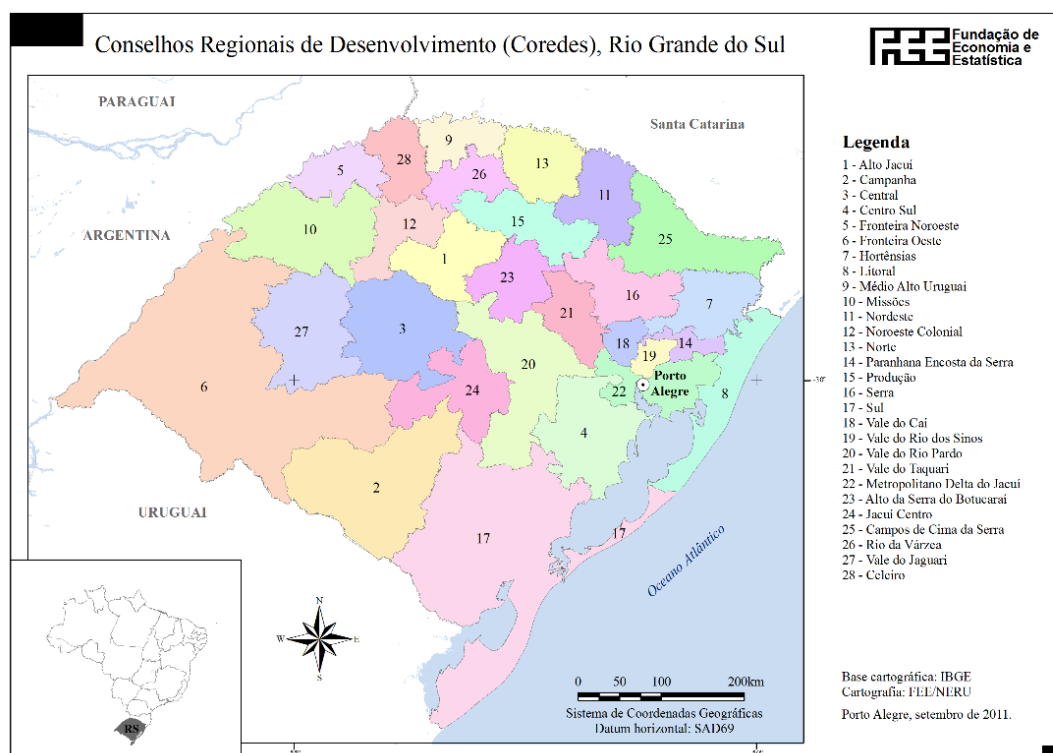 Conselhos Regionais de Desenvolvimento (Coredes), Rio Grande do Sul
FEE Fundação de
Economia e
Estatística
PARAGUAI
Santa Catarina
ARGENTINA
URUGUAI
Oceano Atlântico
Porto
Alegre
9
28
5
26
13
11
12
15
10
25
1
23
16
7
21
27
3
18
14
19
20
6
24
22
8
4
2
17
17
-30°
Legenda
1 - Alto Jacuí
2 - Campanha
3 - Central
4 - Centro Sul
5 - Fronteira Noroeste
6 - Fronteira Oeste
7 - Hortênsias
8 - Litoral
9 - Médio Alto Uruguai
10 - Missões
11 - Nordeste
12 - Noroeste Colonial
13 - Norte
14 - Paranhana Encosta da Serra
15 - Produção
16 - Serra
17 - Sul
18 - Vale do Caí
19 - Vale do Rio dos Sinos
20 - Vale do Rio Pardo
21 - Vale do Taquari
22 - Metropolitano Delta do Jacuí
23 - Alto da Serra do Botucaraí
24 - Jacuí Centro
25 - Campos de Cima da Serra
26 - Rio da Várzea
27 - Vale do Jaguari
28 - Celeiro
N
W
E
S
RS
0 50 100 200km
Sistema de Coordenadas Geográficas
Datum horizontal: SAD69
Base cartográfica: IBGE
Cartografia: FEE/NERU
Porto Alegre, setembro de 2011.